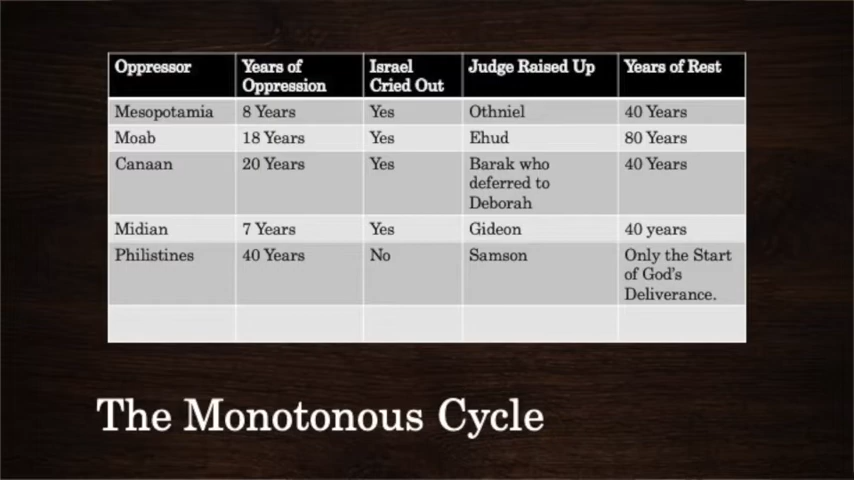 Oppressor Years of Oppression Israel Cried Out Judge Raised Up Years of Rest
Mesopotamia 8 Years Yes Othniel 40 Years
Moab 18 Years Yes Ehud 80 Years
Canaan 20 Years Yes Barak who deferred to Deborah 40 Years
Midian 7 Years Yes Gideon 40 years
Philistines 40 Years No Samson Only the Start of God's Deliverance.
The Monotonous Cycle